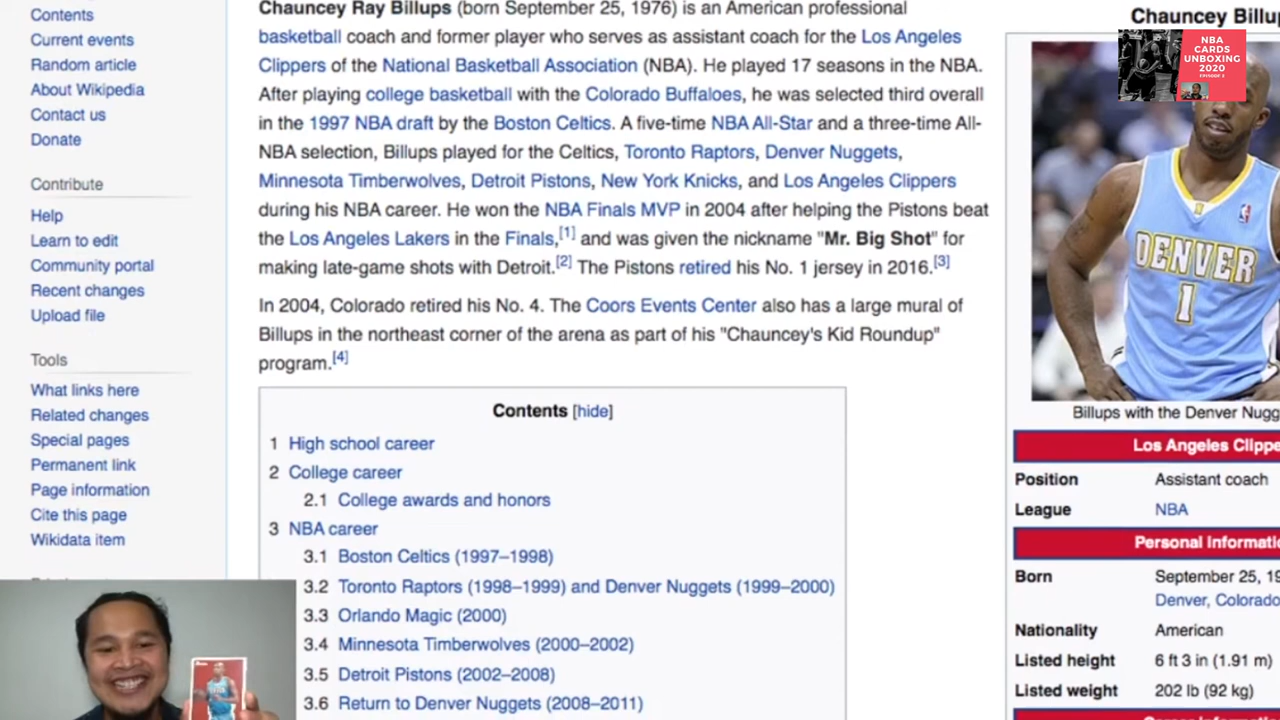 Contents
Current events
Random article
About Wikipedia
Contact us
Donate
Contribute
Help
Learn to edit
Community portal
Recent changes
Upload file
Tools
What links here
Related changes
Special pages
Permanent link
Page information
Cite this page
Wikidata item
Chauncey Ray Billups (born September 25, 1976) is an American professional
basketball coach and former player who serves as assistant coach for the Los Angeles
Clippers of the National Basketball Association (NBA). He played 17 seasons in the NBA.
After playing college basketball with the Colorado Buffaloes, he was selected third overall
in the 1997 NBA draft by the Boston Celtics. A five-time NBA All-Star and a three-time All-
NBA selection, Billups played for the Celtics, Toronto Raptors, Denver Nuggets,
Minnesota Timberwolves, Detroit Pistons, New York Knicks, and Los Angeles Clippers
during his NBA career. He won the NBA Finals MVP in 2004 after helping the Pistons beat
the Los Angeles Lakers in the Finals,[1] and was given the nickname "Mr. Big Shot" for
making late-game shots with Detroit.[2] The Pistons retired his No. 1 jersey in 2016.[3]
In 2004, Colorado retired his No. 4. The Coors Events Center also has a large mural of
Billups in the northeast corner of the arena as part of his "Chauncey's Kid Roundup"
program.[4]
Contents [hide]
1 High school career
2 College career
2.1 College awards and honors
3 NBA career
3.1 Boston Celtics (1997–1998)
3.2 Toronto Raptors (1998–1999) and Denver Nuggets (1999–2000)
3.3 Orlando Magic (2000)
3.4 Minnesota Timberwolves (2000–2002)
3.5 Detroit Pistons (2002–2008)
3.6 Return to Denver Nuggets (2008–2011)
Chauncey Billu
NBA
CARDS
UNBOXING
2020
EPISODE 2
DENVER
1
Billups with the Denver Nugg
Los Angeles Clippe
Position Assistant coach
League NBA
Personal informati
Born September 25, 19
Denver, Colorado
Nationality American
Listed height 6 ft 3 in (1.91 m)
Listed weight 202 lb (92 kg)